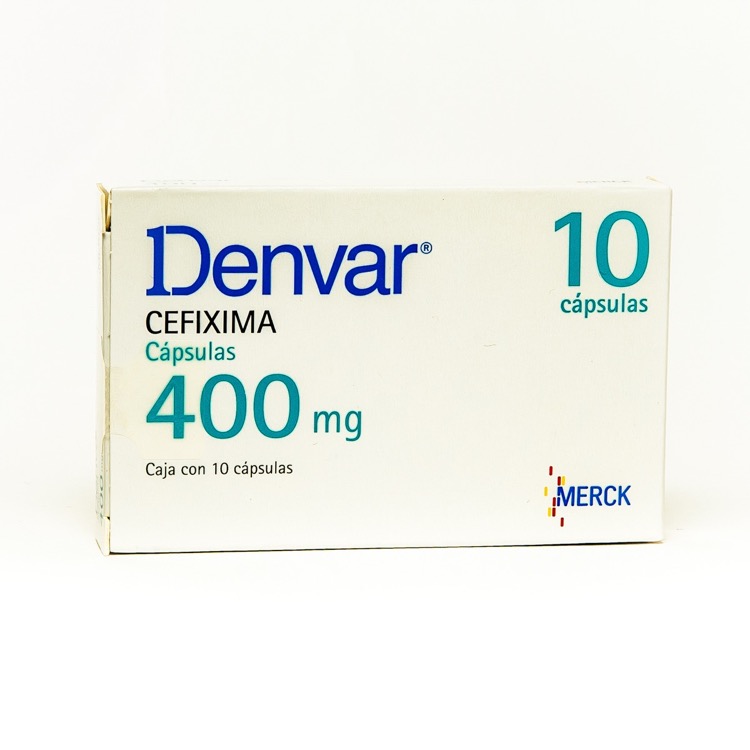 Denvar®
CEFIXIMA
Cápsulas
400 mg
Caja con 10 cápsulas
10
cápsulas
MERCK